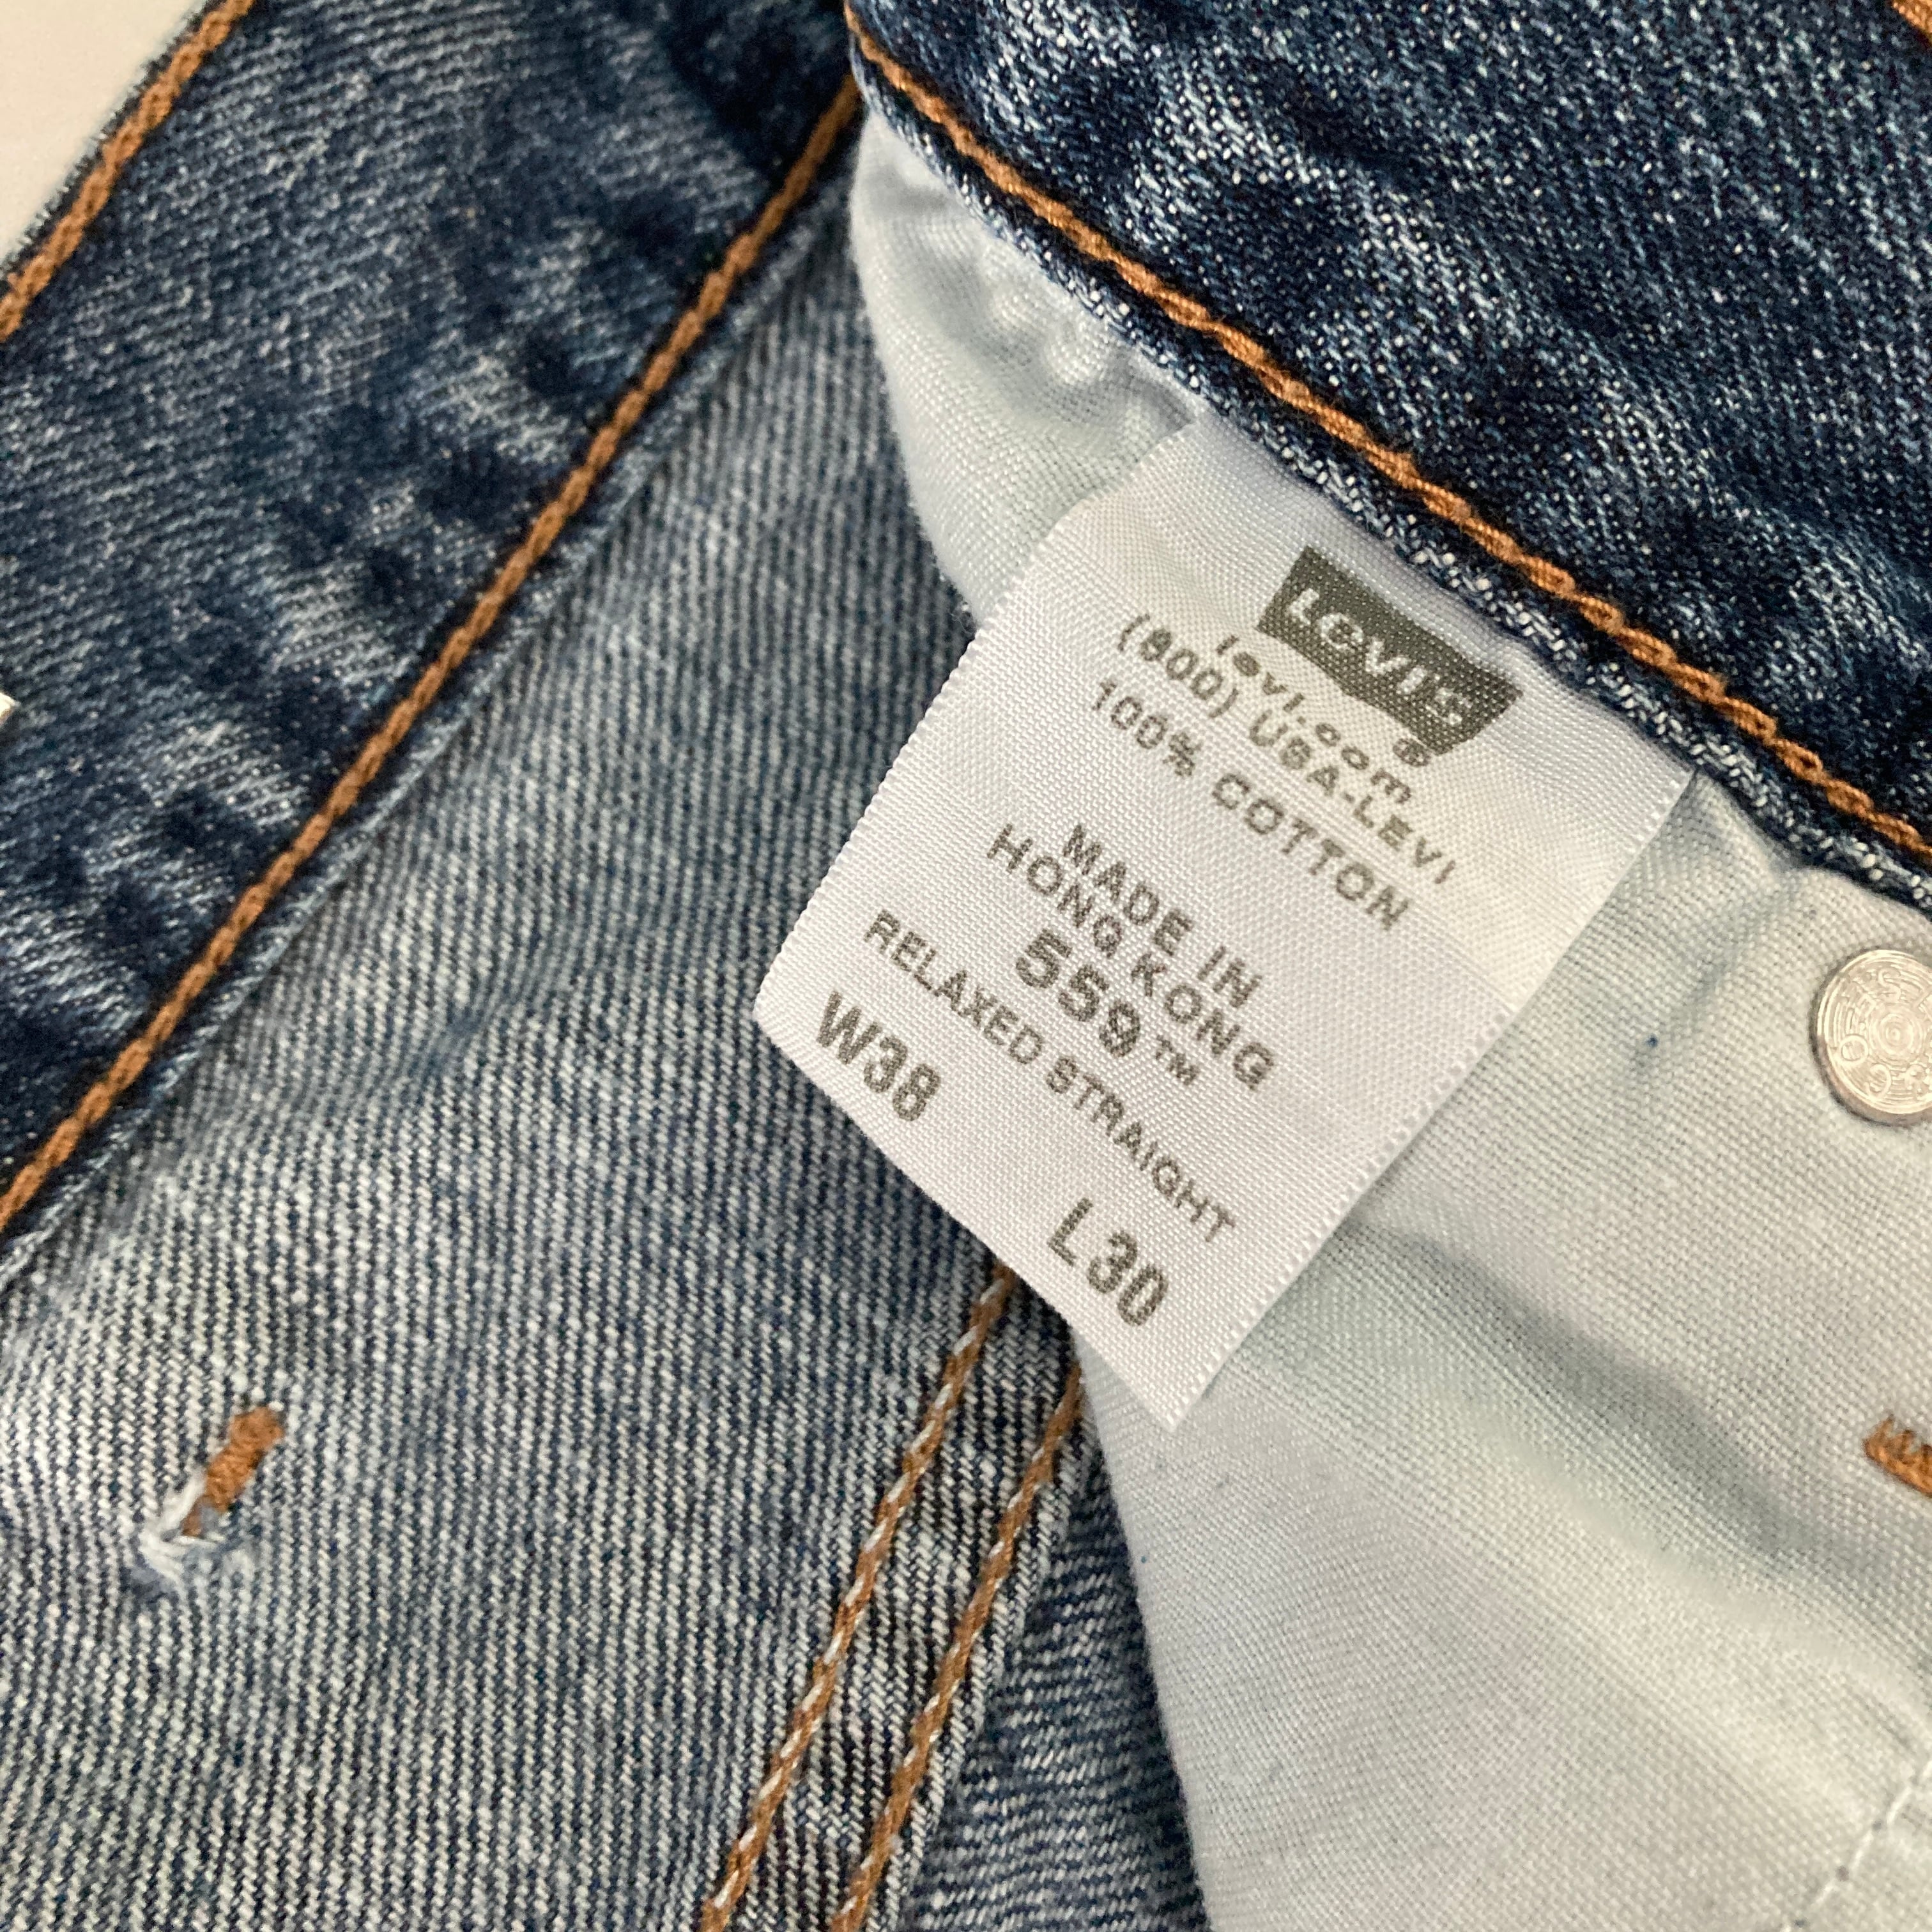 LEVI'S
®
levi.com
(800) USA-LEVI
100% COTTON
MADE IN
HONG KONG
559™
RELAXED STRAIGHT
W38 L30